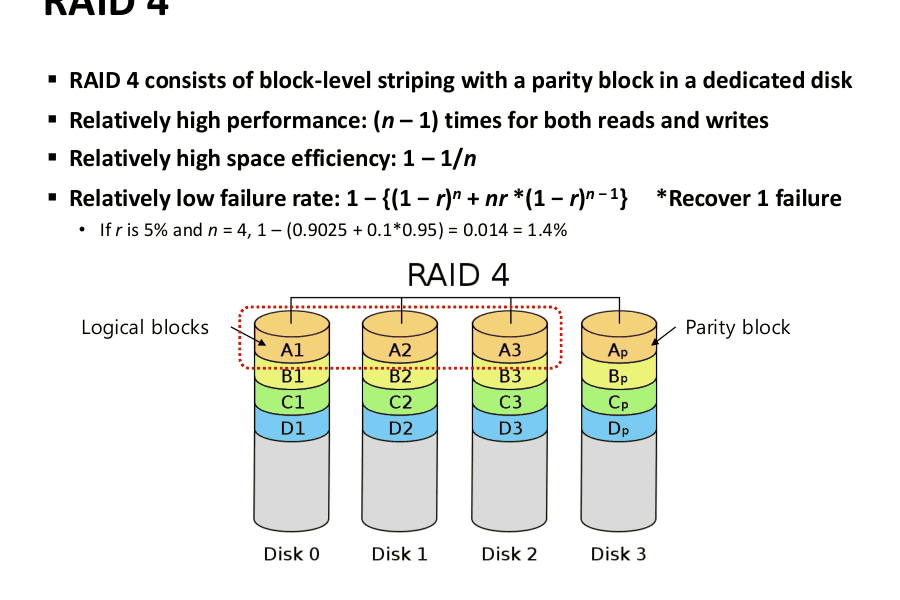 RAID 4
▪ RAID 4 consists of block-level striping with a parity block in a dedicated disk
▪ Relatively high performance: (n – 1) times for both reads and writes
▪ Relatively high space efficiency: 1 – 1/n
▪ Relatively low failure rate: 1 – {(1 – r)ⁿ + nr *(1 – r)ⁿ⁻¹} *Recover 1 failure
• If r is 5% and n = 4, 1 – (0.9025 + 0.1*0.95) = 0.014 = 1.4%
RAID 4
Logical blocks Parity block
A1 A2 A3 Aₚ
B1 B2 B3 Bₚ
C1 C2 C3 Cₚ
D1 D2 D3 Dₚ
Disk 0 Disk 1 Disk 2 Disk 3